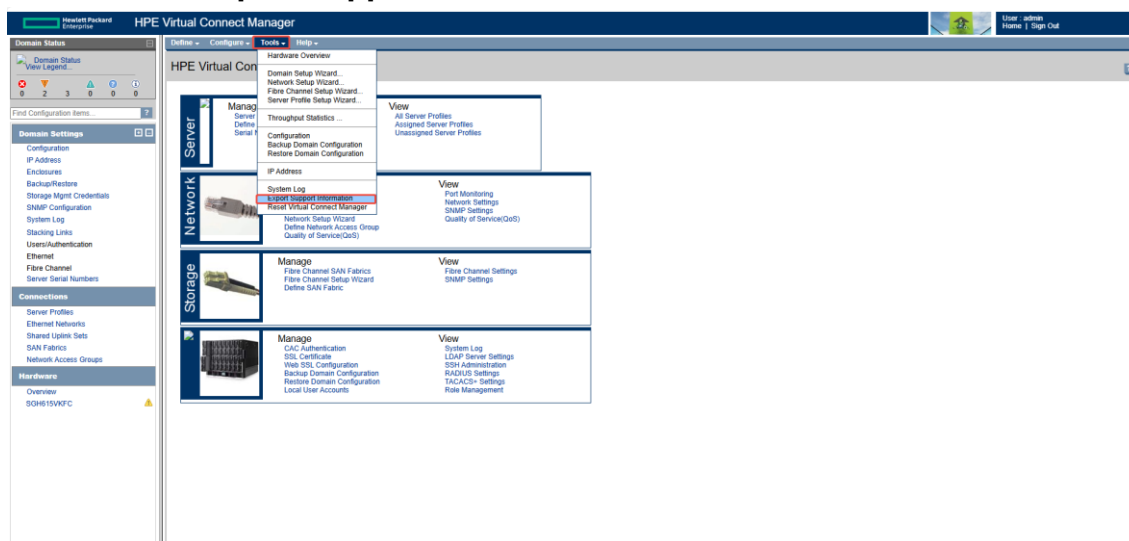 Hewlett Packard
Enterprise
HPE Virtual Connect Manager
User : admin
Home | Sign Out
Domain Status
Domain Status
View Legend...
0 2 3 0 0 0
Find Configuration items...
?
Domain Settings
Configuration
IP Address
Enclosures
Backup/Restore
Storage Mgmt Credentials
SNMP Configuration
System Log
Stacking Links
Users/Authentication
Ethernet
Fibre Channel
Server Serial Numbers
Connections
Server Profiles
Ethernet Networks
Shared Uplink Sets
SAN Fabrics
Network Access Groups
Hardware
Overview
SGH615VKFC
Define Configure Tools Help
HPE Virtual Con
Hardware Overview
Domain Setup Wizard...
Network Setup Wizard...
Fibre Channel Setup Wizard...
Server Profile Setup Wizard...
Throughput Statistics ...
Configuration
Backup Domain Configuration
Restore Domain Configuration
IP Address
System Log
Export Support Information
Reset Virtual Connect Manager
Server
Manag
Server
Define
Serial
View
All Server Profiles
Assigned Server Profiles
Unassigned Server Profiles
Network
Network Setup Wizard
Define Network Access Group
Quality of Service(QoS)
View
Port Monitoring
Network Settings
SNMP Settings
Quality of Service(QoS)
Storage
Manage
Fibre Channel SAN Fabrics
Fibre Channel Setup Wizard
Define SAN Fabric
View
Fibre Channel Settings
SNMP Settings
Manage
CAC Authentication
SSL Certificate
Web SSL Configuration
Backup Domain Configuration
Restore Domain Configuration
Local User Accounts
View
System Log
LDAP Server Settings
SSH Administration
RADIUS Settings
TACACS+ Settings
Role Management